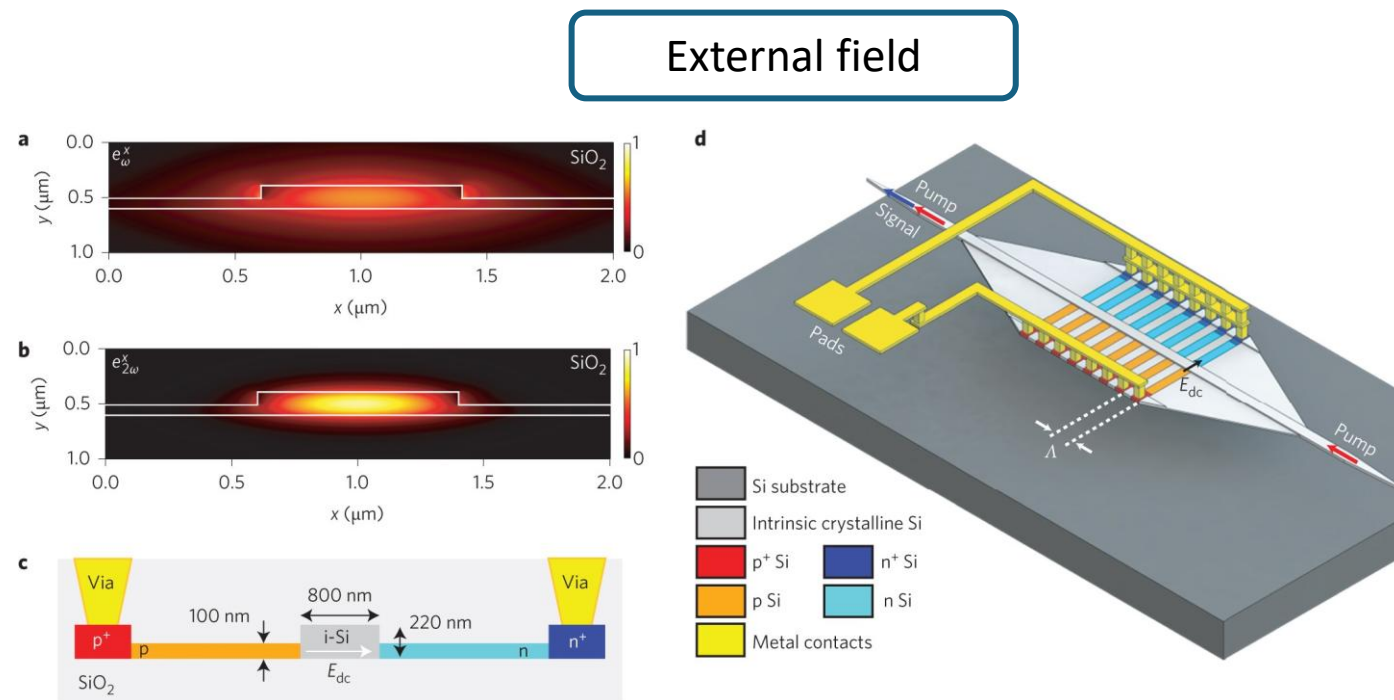 External field
a
e_ω^x
SiO₂
0.0
0.5
1.0
y (μm)
0.0
0.5
1.0
1.5
2.0
x (μm)
1
0
b
e_{2ω}^x
SiO₂
0.0
0.5
1.0
y (μm)
0.0
0.5
1.0
1.5
2.0
x (μm)
1
0
c
Via
Via
800 nm
100 nm
220 nm
i-Si
p⁺
p
n
n⁺
E_dc
SiO₂
d
Pump
Signal
Pads
E_dc
Λ
Pump
Si substrate
Intrinsic crystalline Si
p⁺ Si
n⁺ Si
p Si
n Si
Metal contacts